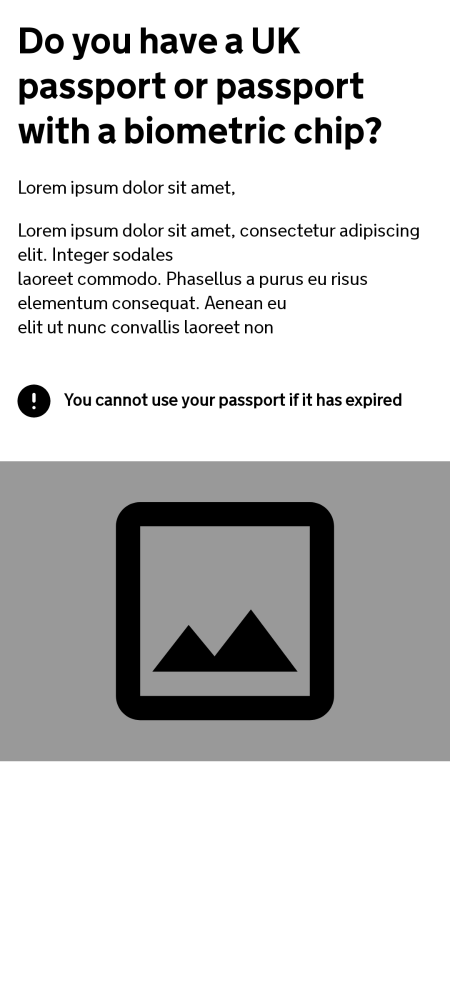 Do you have a UK
passport or passport
with a biometric chip?
Lorem ipsum dolor sit amet,
Lorem ipsum dolor sit amet, consectetur adipiscing
elit. Integer sodales
laoreet commodo. Phasellus a purus eu risus
elementum consequat. Aenean eu
elit ut nunc convallis laoreet non
! You cannot use your passport if it has expired